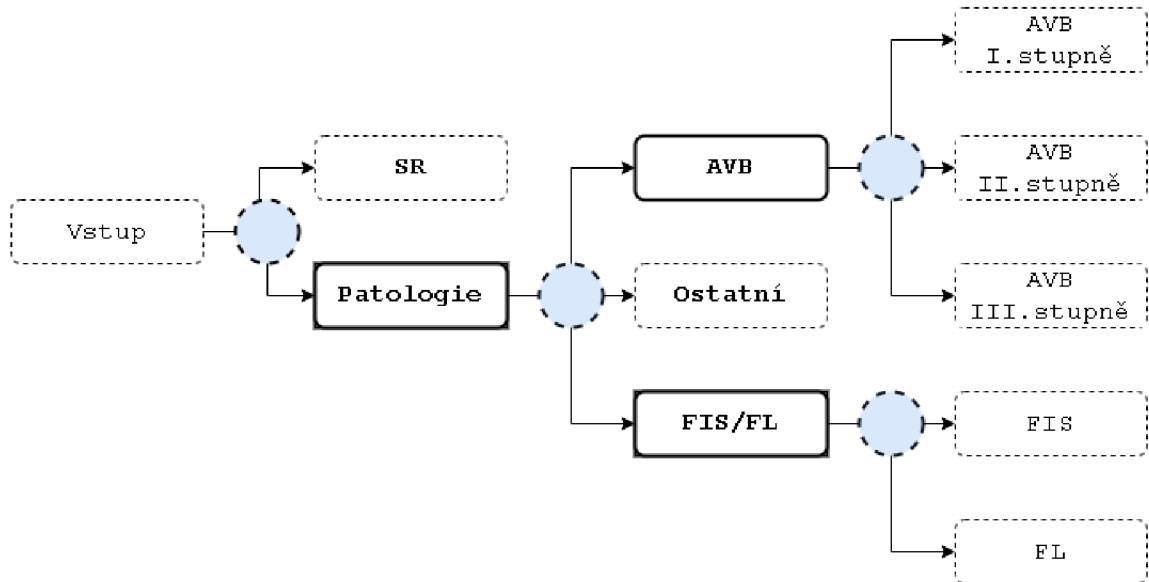 Vstup
SR
Patologie
AVB
Ostatní
FIS/FL
AVB
I.stupně
AVB
II.stupně
AVB
III.stupně
FIS
FL